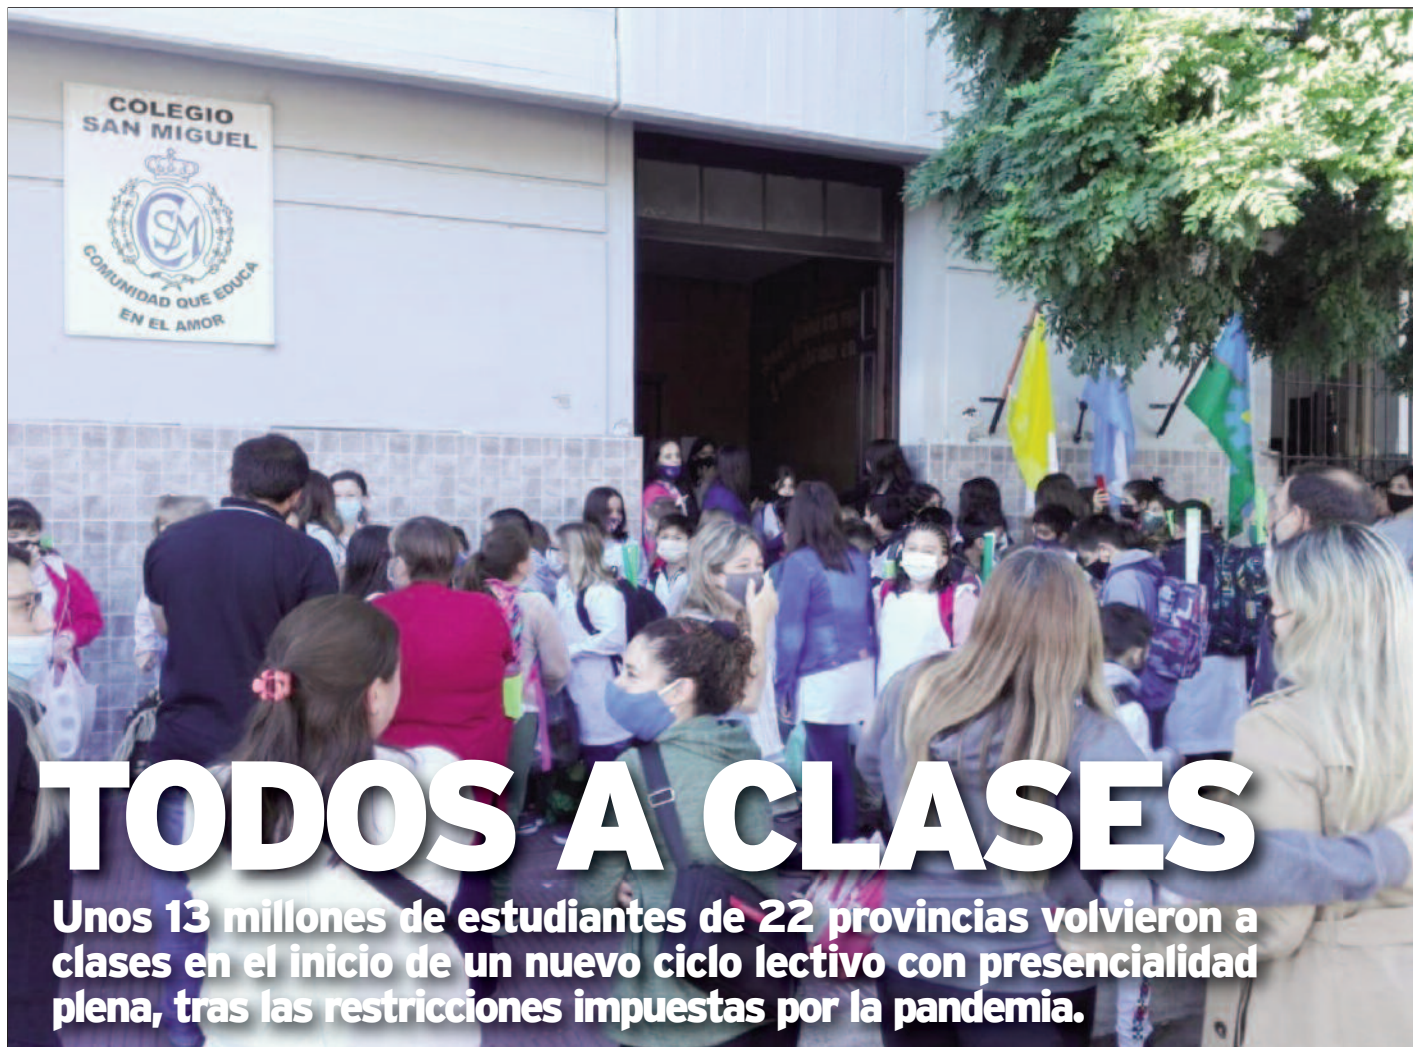 COLEGIO
SAN MIGUEL
CSM
COMUNIDAD QUE EDUCA
EN EL AMOR
TODOS A CLASES
Unos 13 millones de estudiantes de 22 provincias volvieron a
clases en el inicio de un nuevo ciclo lectivo con presencialidad
plena, tras las restricciones impuestas por la pandemia.